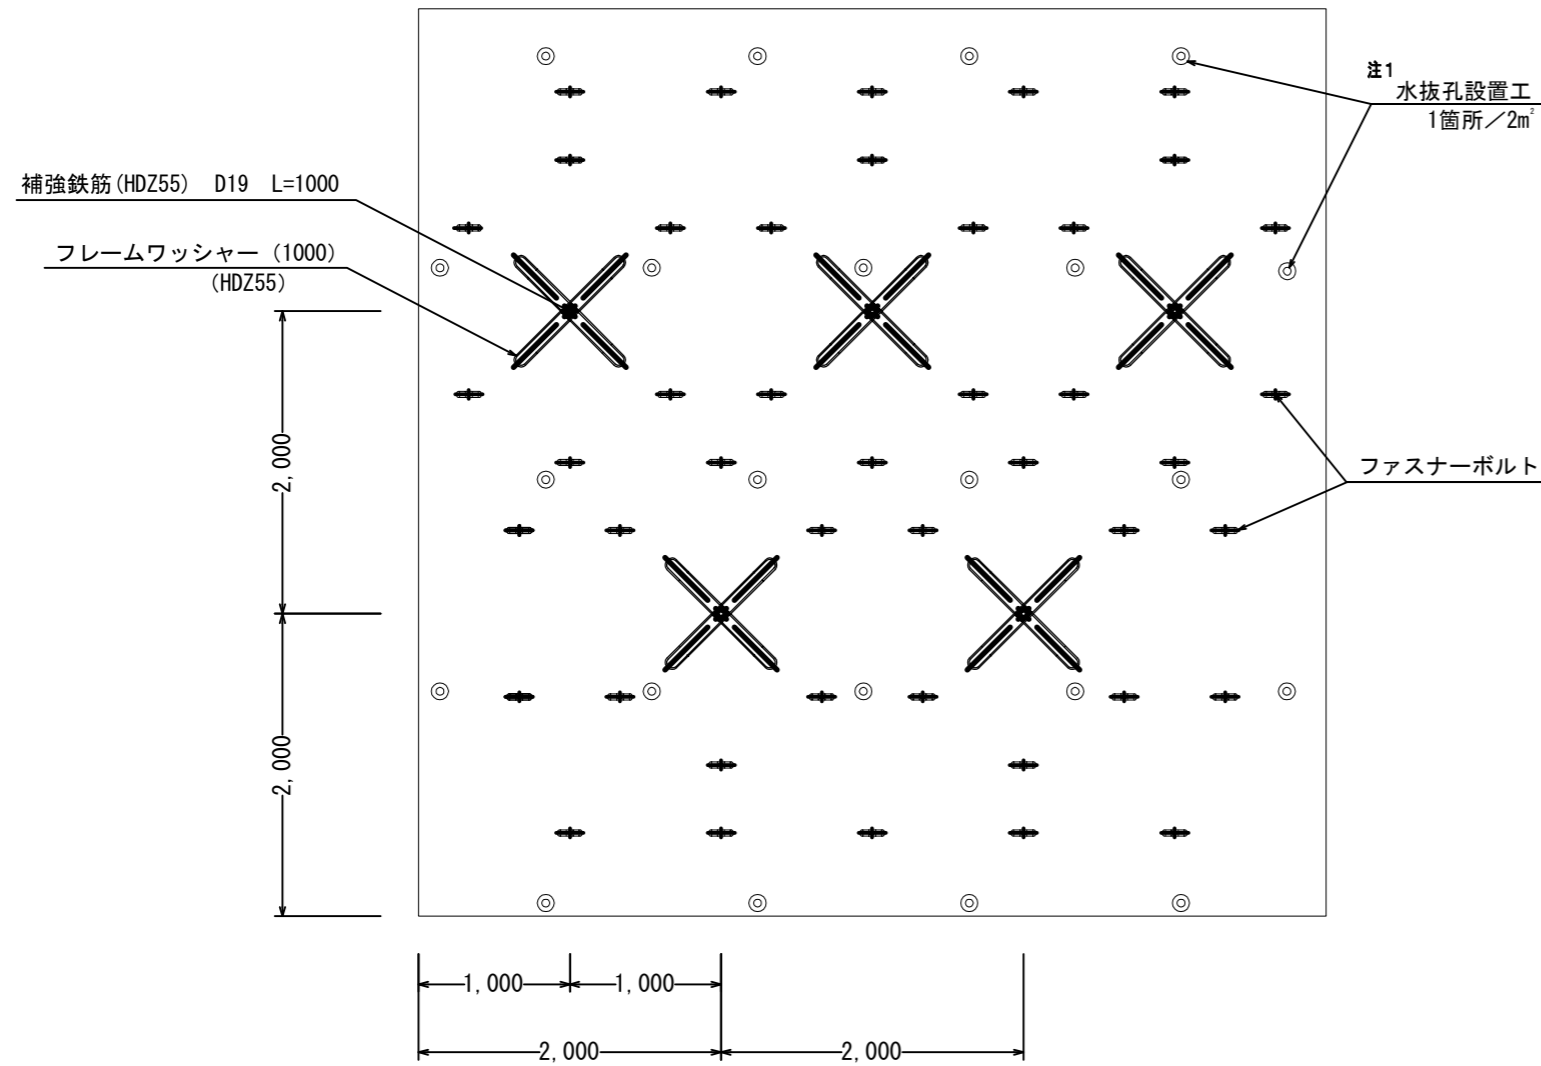 注1
水抜孔設置工
1箇所／2㎡
補強鉄筋(HDZ55) D19 L=1000
フレームワッシャー (1000)
(HDZ55)
2,000
ファスナーボルト
2,000
1,000 1,000
2,000 2,000